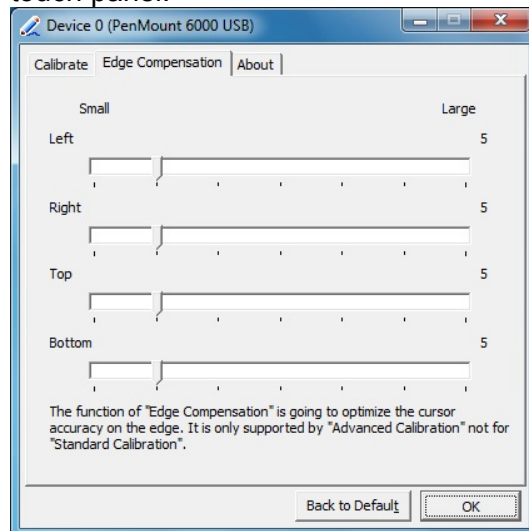 touch panel.
Device 0 (PenMount 6000 USB)
Calibrate Edge Compensation About
Small Large
Left 5
Right 5
Top 5
Bottom 5
The function of "Edge Compensation" is going to optimize the cursor
accuracy on the edge. It is only supported by "Advanced Calibration" not for
"Standard Calibration".
Back to Default OK